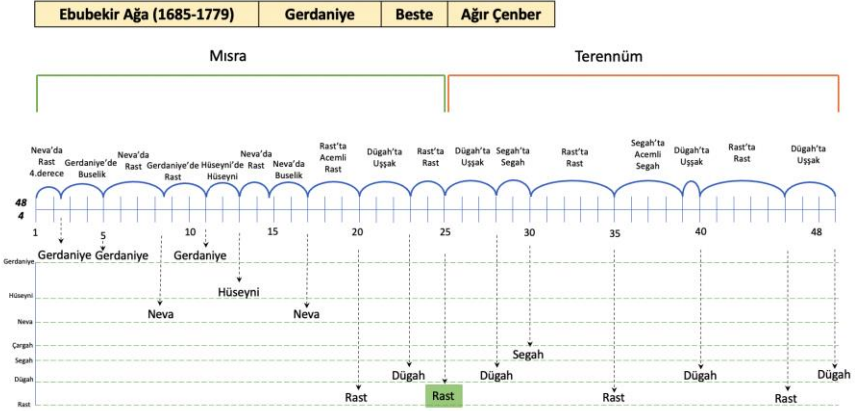 Ebubekir Ağa (1685-1779) Gerdaniye Beste Ağır Çenber
Mısra Terennüm
Neva'da
Rast
4.derece
Gerdaniye'de
Buselik
Neva'da
Rast
Gerdaniye'de
Rast
Hüseyni'de
Hüseyni
Neva'da
Rast
Neva'da
Buselik
Rast'ta
Acemli
Rast
Dügah'ta
Uşşak
Rast'ta
Rast
Dügah'ta
Uşşak
Segah'ta
Segah
Rast'ta
Rast
Segah'ta
Acemli
Segah
Dügah'ta
Uşşak
Rast'ta
Rast
Dügah'ta
Uşşak
48
4
1 5 10 15 20 25 30 35 40 48
Gerdaniye Gerdaniye Gerdaniye
Gerdaniye
Hüseyni
Hüseyni
Neva Neva
Neva
Çargah
Segah
Segah
Dügah Dügah Dügah Dügah
Dügah
Rast Rast Rast Rast
Rast